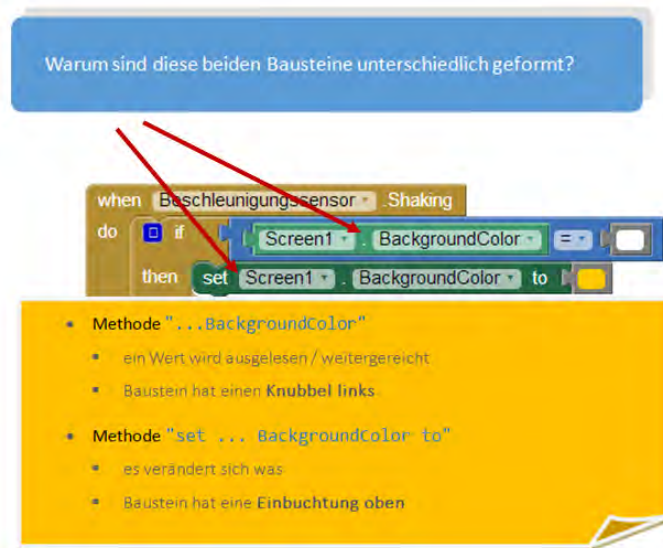 Warum sind diese beiden Bausteine unterschiedlich geformt?
when Beschleunigungssensor .Shaking
do if Screen1 . BackgroundColor =
then set Screen1 . BackgroundColor to
Methode "...BackgroundColor"
ein Wert wird ausgelesen / weitergereicht
Baustein hat einen Knubbel links
Methode "set ... BackgroundColor to"
es verändert sich was
Baustein hat eine Einbuchtung oben